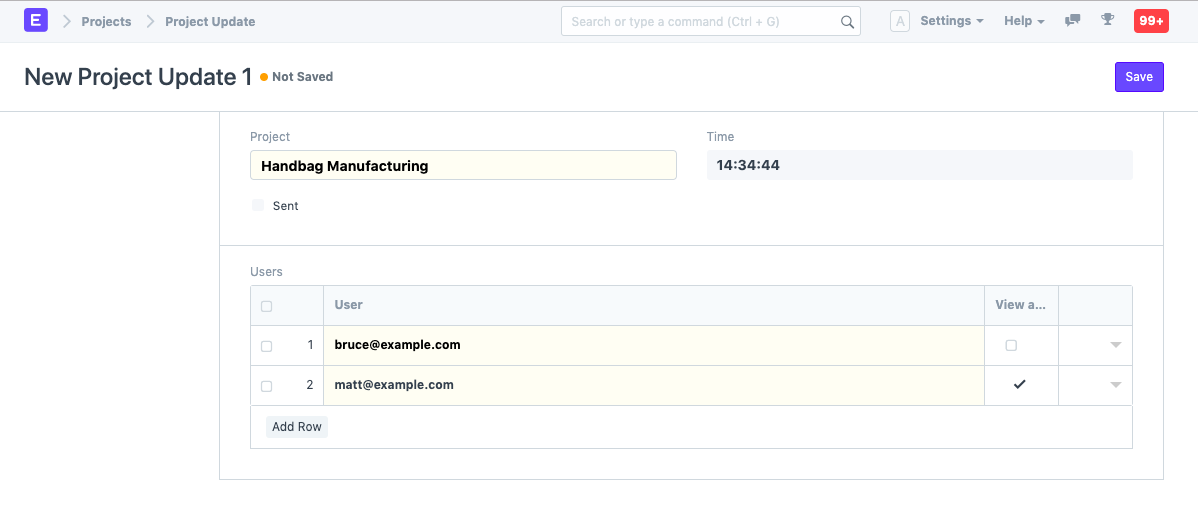 E Projects Project Update Search or type a command (Ctrl + G) A Settings Help 99+
New Project Update 1 Not Saved Save
Project Time
Handbag Manufacturing 14:34:44
Sent
Users
User View a...
1 bruce@example.com
2 matt@example.com
Add Row